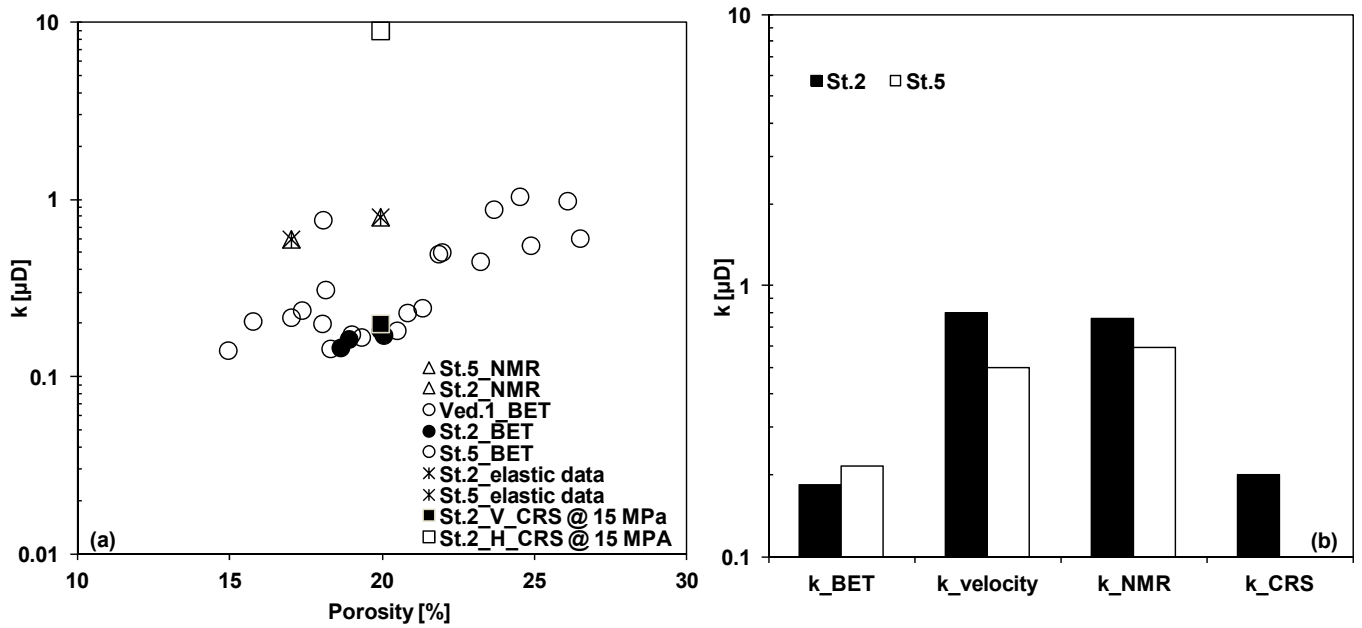 10
1
0.1
0.01
k [µD]
St.5_NMR
St.2_NMR
Ved.1_BET
St.2_BET
St.5_BET
St.2_elastic data
St.5_elastic data
St.2_V_CRS @ 15 MPa
St.2_H_CRS @ 15 MPA
(a)
10 15 20 25 30
Porosity [%]
10
1
0.1
k [µD]
St.2 St.5
(b)
k_BET k_velocity k_NMR k_CRS